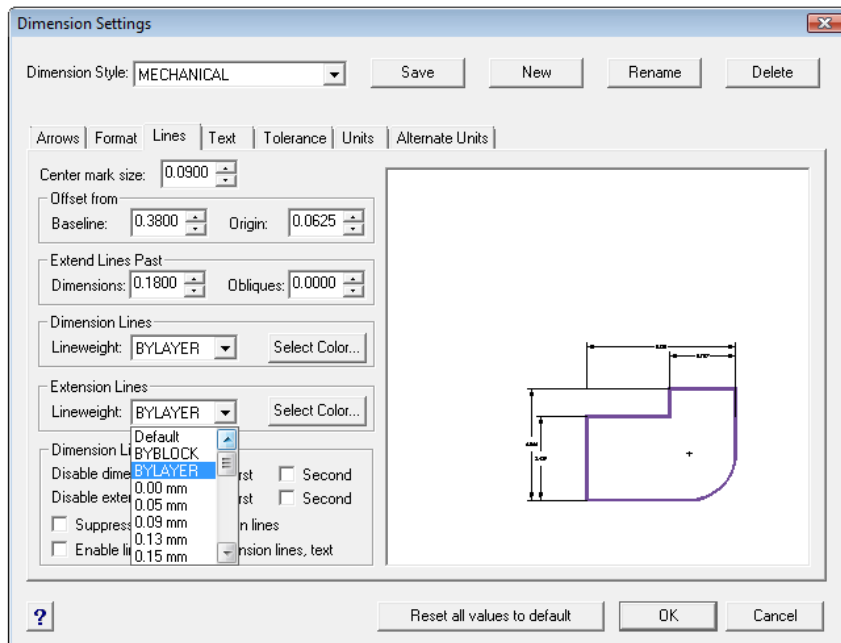 Dimension Settings
Dimension Style: MECHANICAL Save New Rename Delete
Arrows Format Lines Text Tolerance Units Alternate Units
Center mark size: 0.0900
Offset from
Baseline: 0.3800 Origin: 0.0625
Extend Lines Past
Dimensions: 0.1800 Obliques: 0.0000
Dimension Lines
Lineweight: BYLAYER Select Color...
Extension Lines
Lineweight: BYLAYER Select Color...
Default
BYBLOCK
BYLAYER
0.00 mm
0.05 mm
0.09 mm
0.13 mm
0.15 mm
Dimension Li
Disable dime rst Second
Disable exter rst Second
Suppres n lines
Enable li nsion lines, text
? Reset all values to default OK Cancel